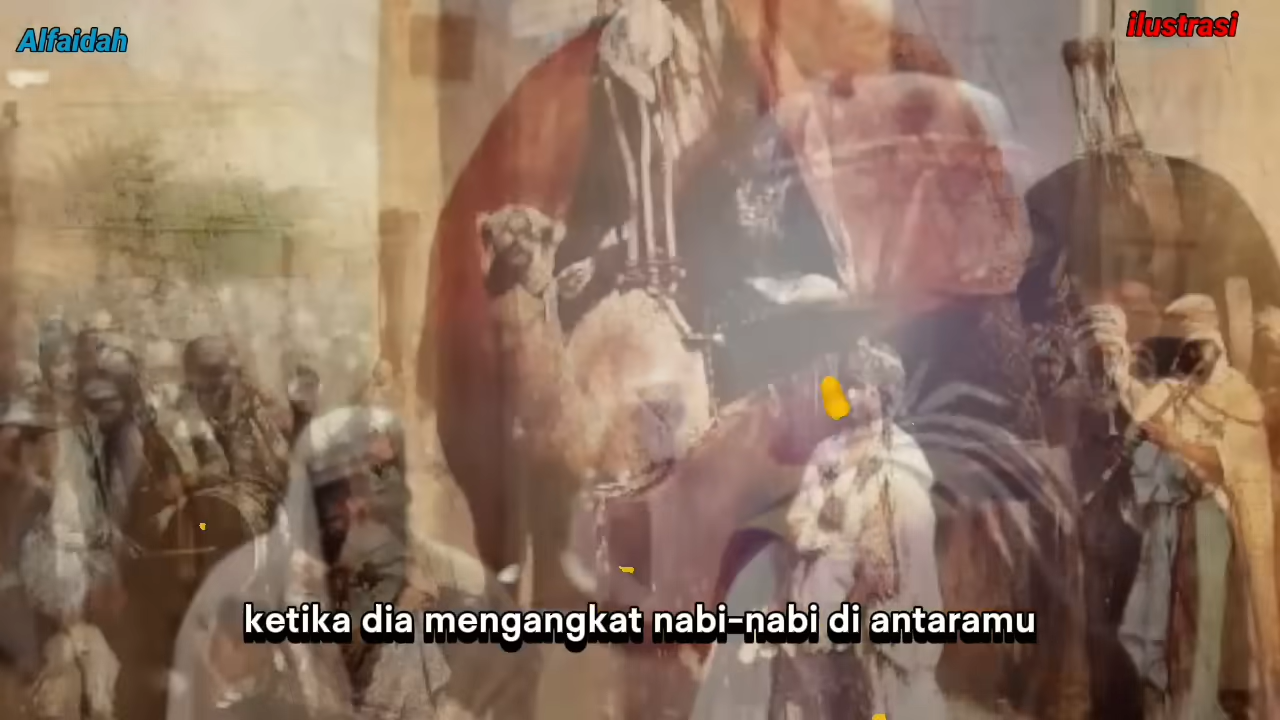 Alfaidah
ilustrasi
ketika dia mengangkat nabi-nabi di antaramu